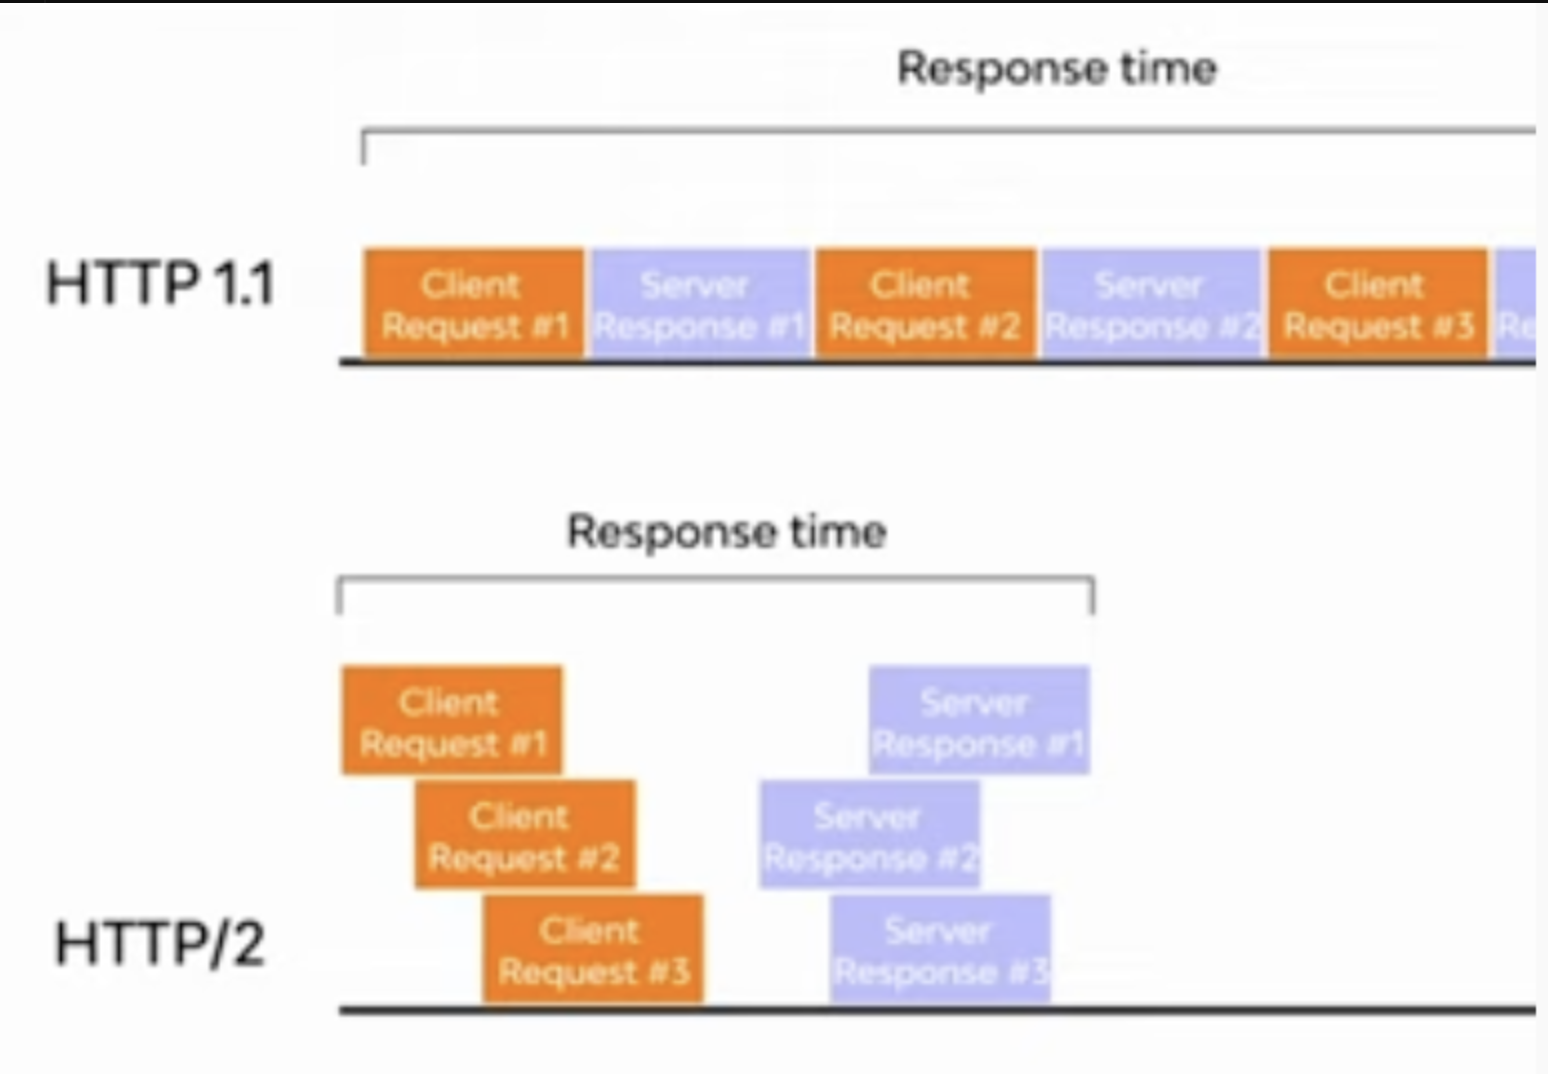 Response time
HTTP 1.1
Client
Request #1
Server
Response #1
Client
Request #2
Server
Response #2
Client
Request #3
Re
Response time
Client
Request #1
Server
Response #1
Client
Request #2
Server
Response #2
HTTP/2
Client
Request #3
Server
Response #3